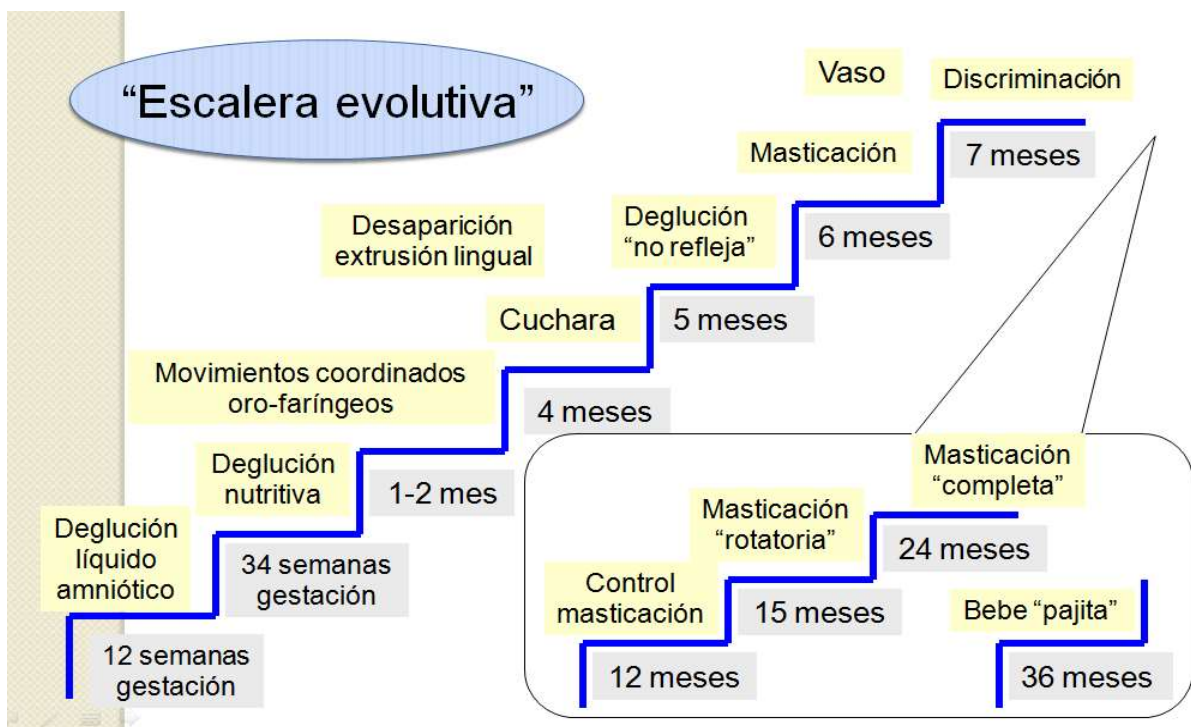 “Escalera evolutiva”
Vaso
Discriminación
7 meses
Masticación
6 meses
Deglución
“no refleja”
5 meses
Desaparición
extrusión lingual
Cuchara
4 meses
Movimientos coordinados
oro-faríngeos
1-2 mes
Deglución
nutritiva
34 semanas
gestación
Deglución
líquido
amniótico
12 semanas
gestación
Control
masticación
12 meses
Masticación
“rotatoria”
15 meses
Masticación
“completa”
24 meses
Bebe “pajita”
36 meses